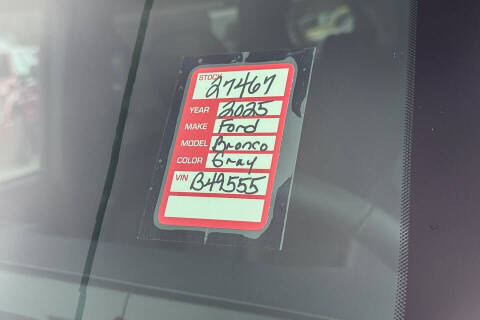 STOCK 27467
YEAR 2025
MAKE Ford
MODEL Bronco
COLOR Gray
VIN B49555